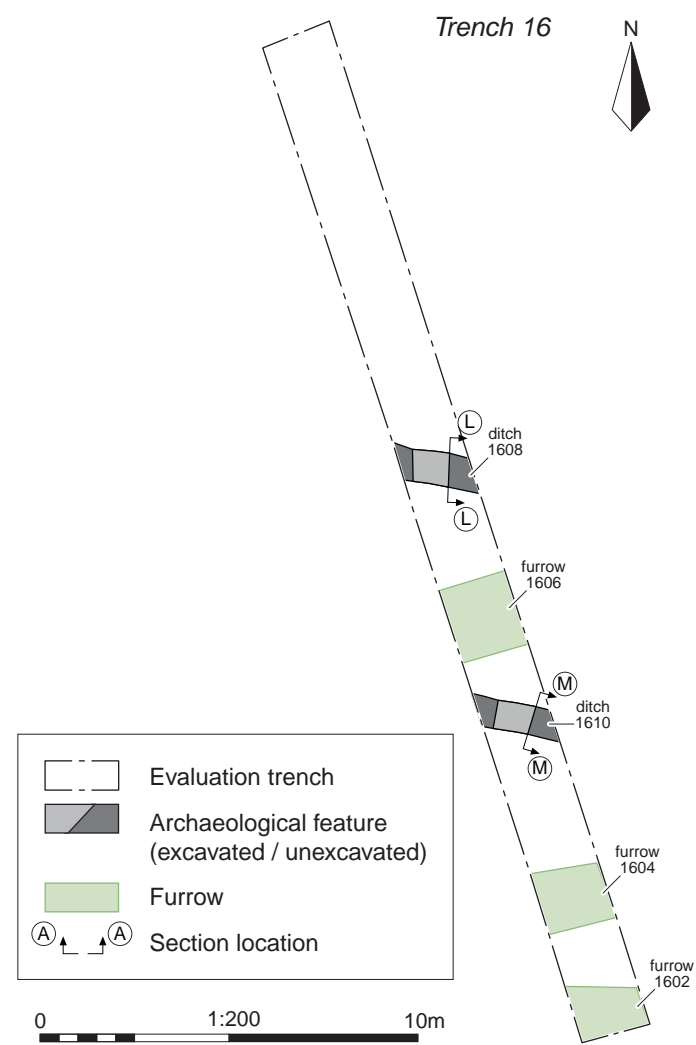 Trench 16
N
L
ditch
1608
L
furrow
1606
M
ditch
1610
M
Evaluation trench
Archaeological feature
(excavated / unexcavated)
Furrow
A A
Section location
furrow
1604
furrow
1602
0 1:200 10m